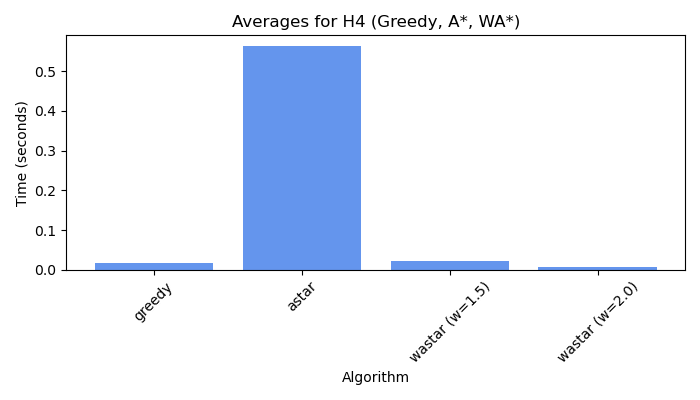 Averages for H4 (Greedy, A*, WA*)
Time (seconds)
0.5
0.4
0.3
0.2
0.1
0.0
greedy
astar
wastar (w=1.5)
wastar (w=2.0)
Algorithm